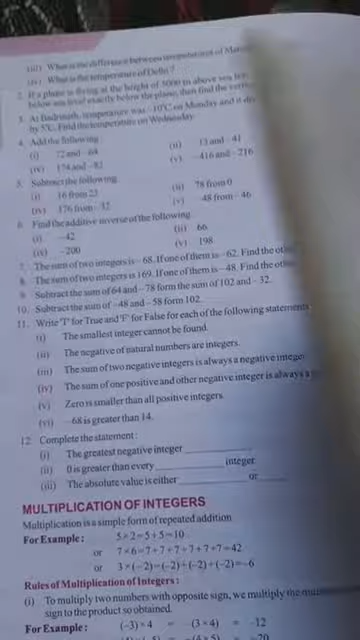 (iii) What is the difference between temperatures of
(iv) What is the temperature of Delhi ?
2. If a plane is flying at the height of 5000 m above sea
below sea level exactly below the plane, then find the
3. At Badrinath, temperature was -10°C on Monday and it
by 5°C. Find the temperature on Wednesday.
4. Add the following
(i) 72 and -64 (ii) 13 and -41
(iv) 174 and -82 (v) -416 and -216
5. Subtract the following
(i) 16 from 23 (ii) 78 from 0
(iv) 176 from -32 (v) -48 from -46
6. Find the additive inverse of the following
(i) -42 (ii) 66
(iv) -200 (v) 198
7. The sum of two integers is -68. If one of them is -62. Find the
8. The sum of two integers is 169. If one of them is -48. Find the
9. Subtract the sum of 64 and -78 form the sum of 102 and -32.
10. Subtract the sum of -48 and -58 form 102.
11. Write 'T' for True and 'F' for False for each of the following statements
(i) The smallest integer cannot be found.
(ii) The negative of natural numbers are integers.
(iii) The sum of two negative integers is always a negative integer
(iv) The sum of one positive and other negative integer is always a
(v) Zero is smaller than all positive integers.
(vi) -68 is greater than 14.
12. Complete the statement :
(i) The greatest negative integer
(ii) 0 is greater than every integer
(iii) The absolute value is either or
MULTIPLICATION OF INTEGERS
Multiplication is a simple form of repeated addition
For Example : 5 × 2 = 5 + 5 = 10
or 7 × 6 = 7 + 7 + 7 + 7 + 7 + 7 = 42
or 3 × (-2) = (-2) + (-2) + (-2) = -6
Rules of Multiplication of Integers :
(i) To multiply two numbers with opposite sign, we multiply the
sign to the product so obtained.
For Example : (-3) × 4 = -(3 × 4) = -12